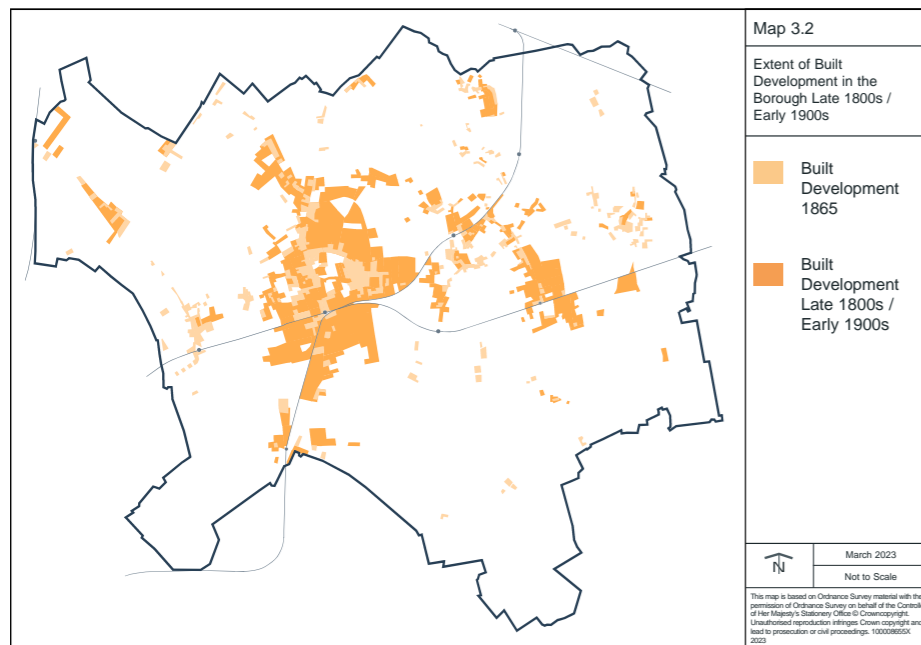 Map 3.2
Extent of Built
Development in the
Borough Late 1800s /
Early 1900s
Built
Development
1865
Built
Development
Late 1800s /
Early 1900s
N
March 2023
Not to Scale
This map is based on Ordnance Survey material with the
permission of Ordnance Survey on behalf of the Controlle
of Her Majesty's Stationery Office © Crowncopyright.
Unauthorised reproduction infringes Crown copyright and
lead to prosecution or civil proceedings. 100008655X
2023